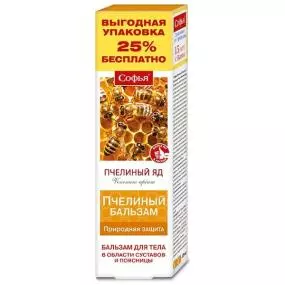 ВЫГОДНАЯ
УПАКОВКА
25%
БЕСПЛАТНО
Софья®
ПЧЕЛИНЫЙ ЯД
ПЧЕЛИНЫЙ
БАЛЬЗАМ
Природная защита
БАЛЬЗАМ ДЛЯ ТЕЛА
В ОБЛАСТИ СУСТАВОВ
И ПОЯСНИЦЫ